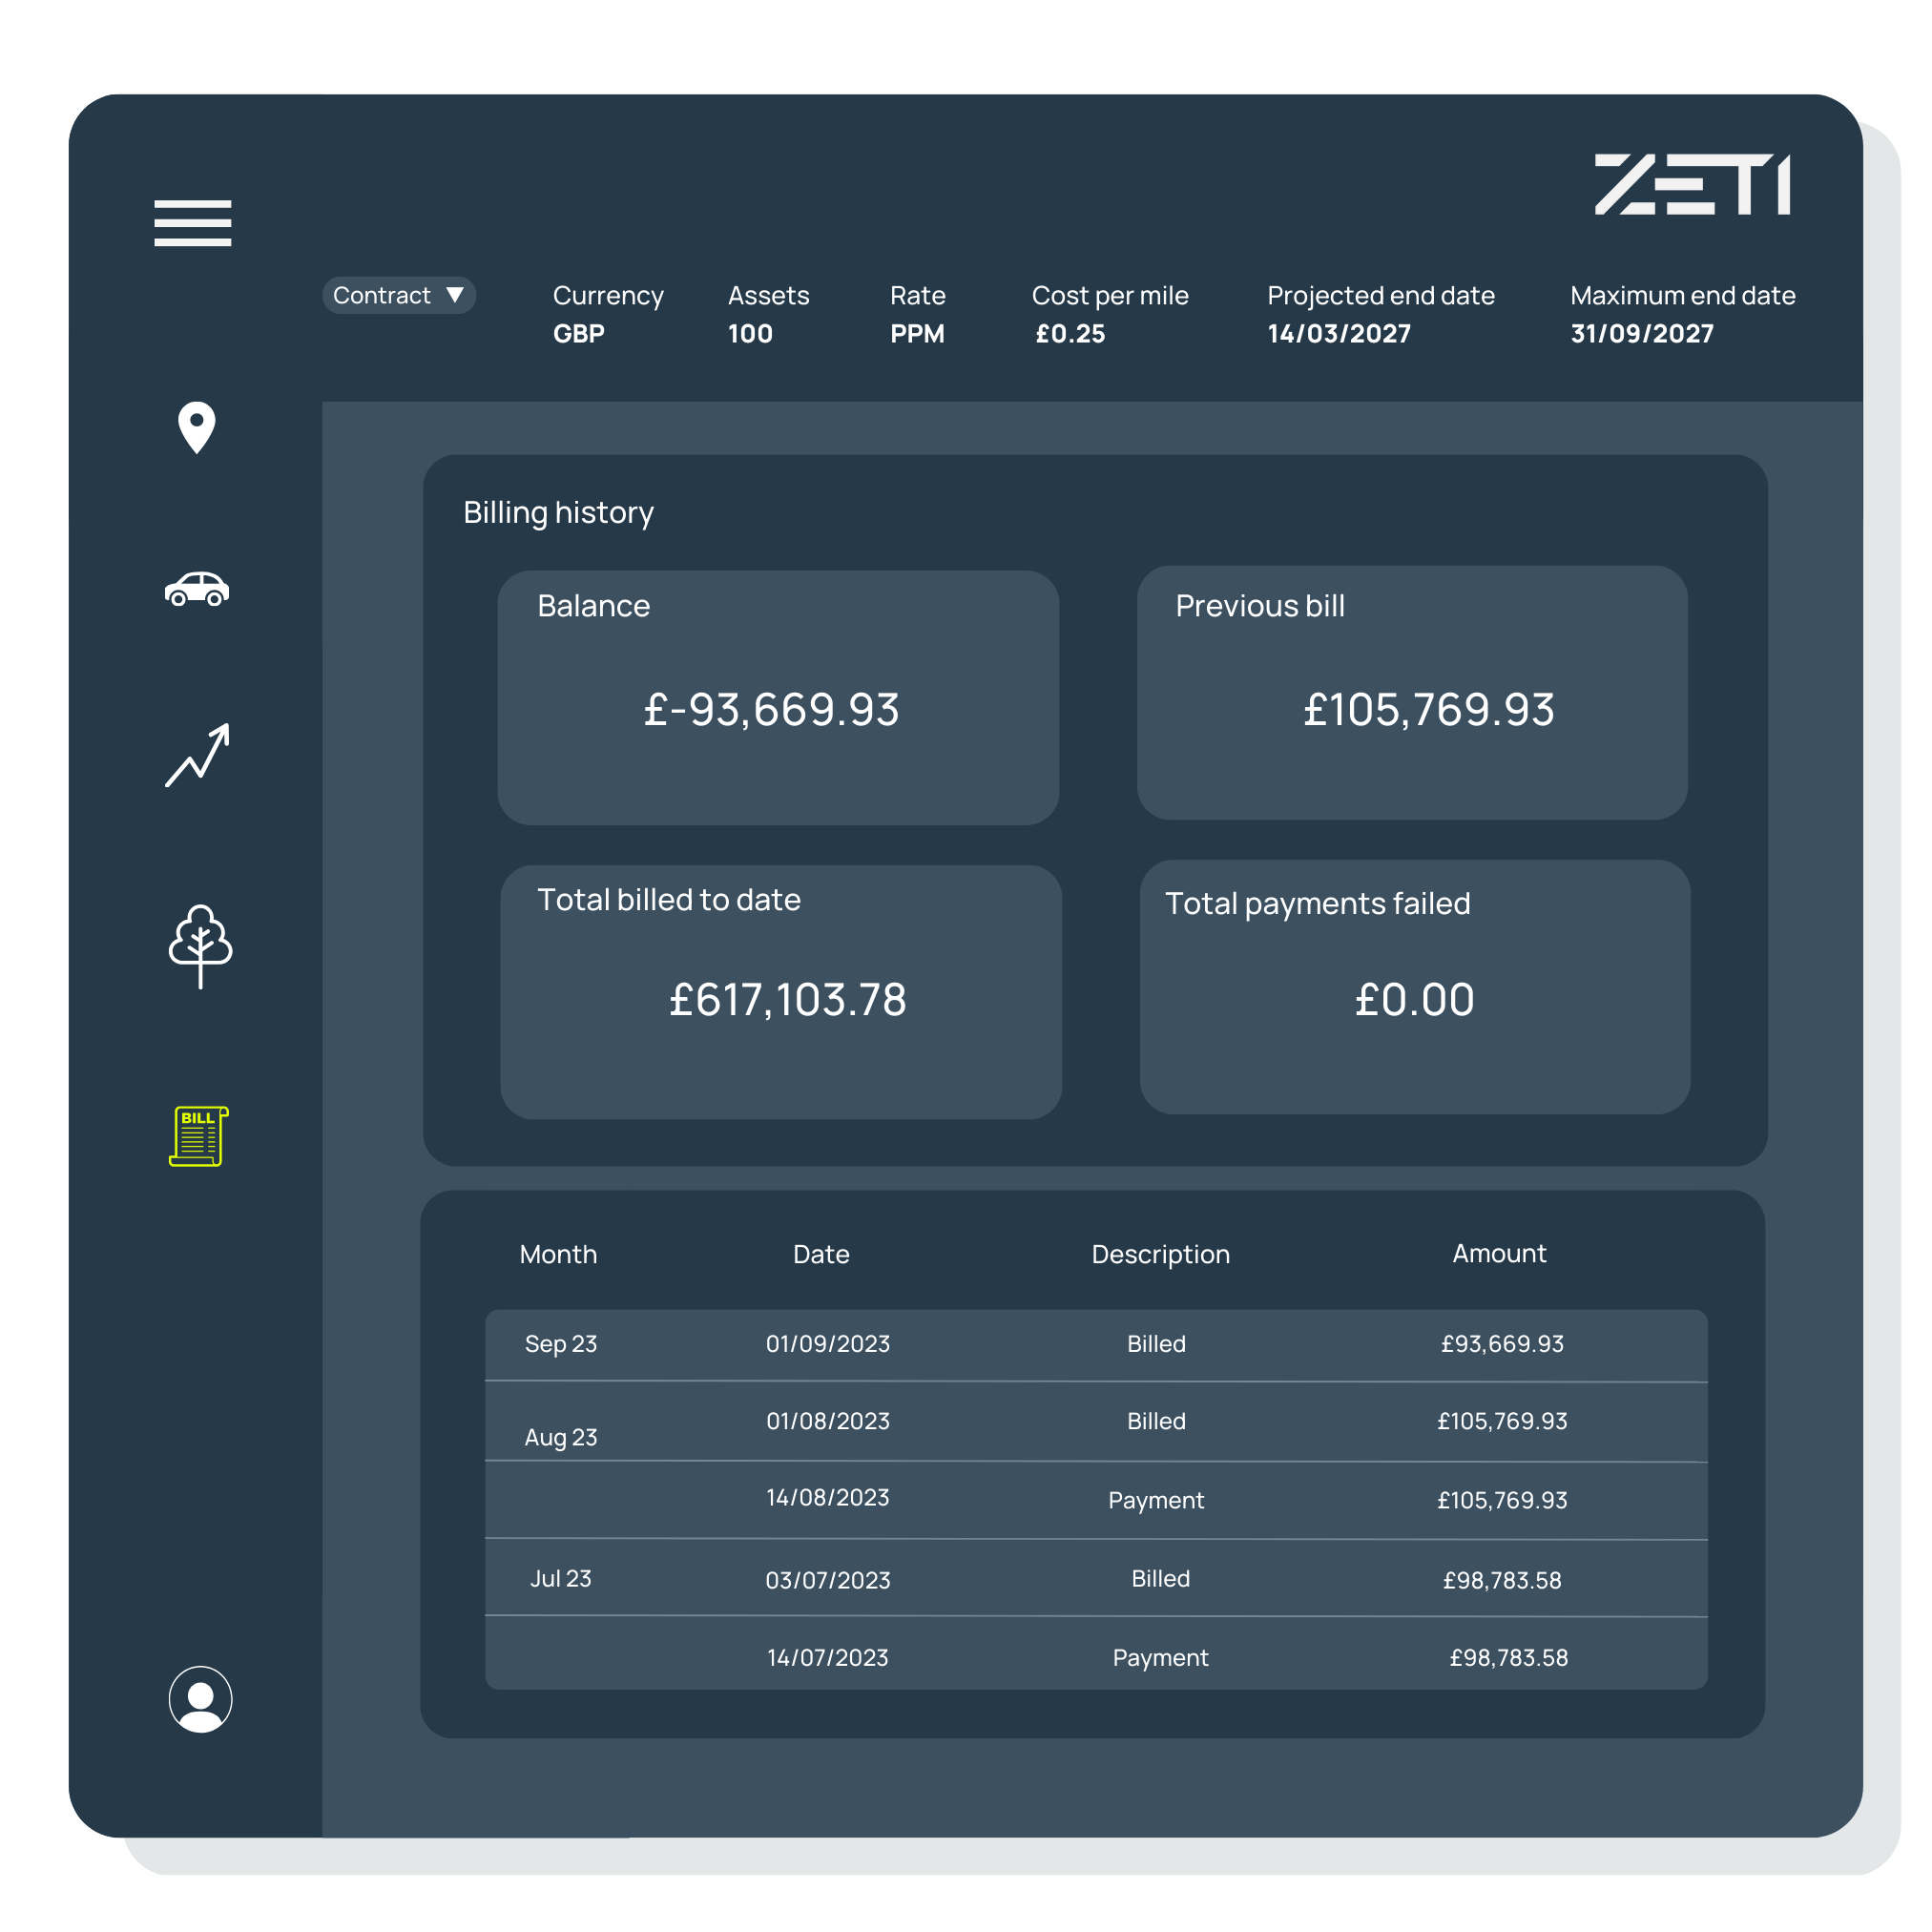 ZETI
Contract
Currency Assets Rate Cost per mile Projected end date Maximum end date
GBP 100 PPM £0.25 14/03/2027 31/09/2027
Billing history
Balance Previous bill
£-93,669.93 £105,769.93
Total billed to date Total payments failed
£617,103.78 £0.00
BILL
Month Date Description Amount
Sep 23 01/09/2023 Billed £93,669.93
Aug 23 01/08/2023 Billed £105,769.93
14/08/2023 Payment £105,769.93
Jul 23 03/07/2023 Billed £98,783.58
14/07/2023 Payment £98,783.58